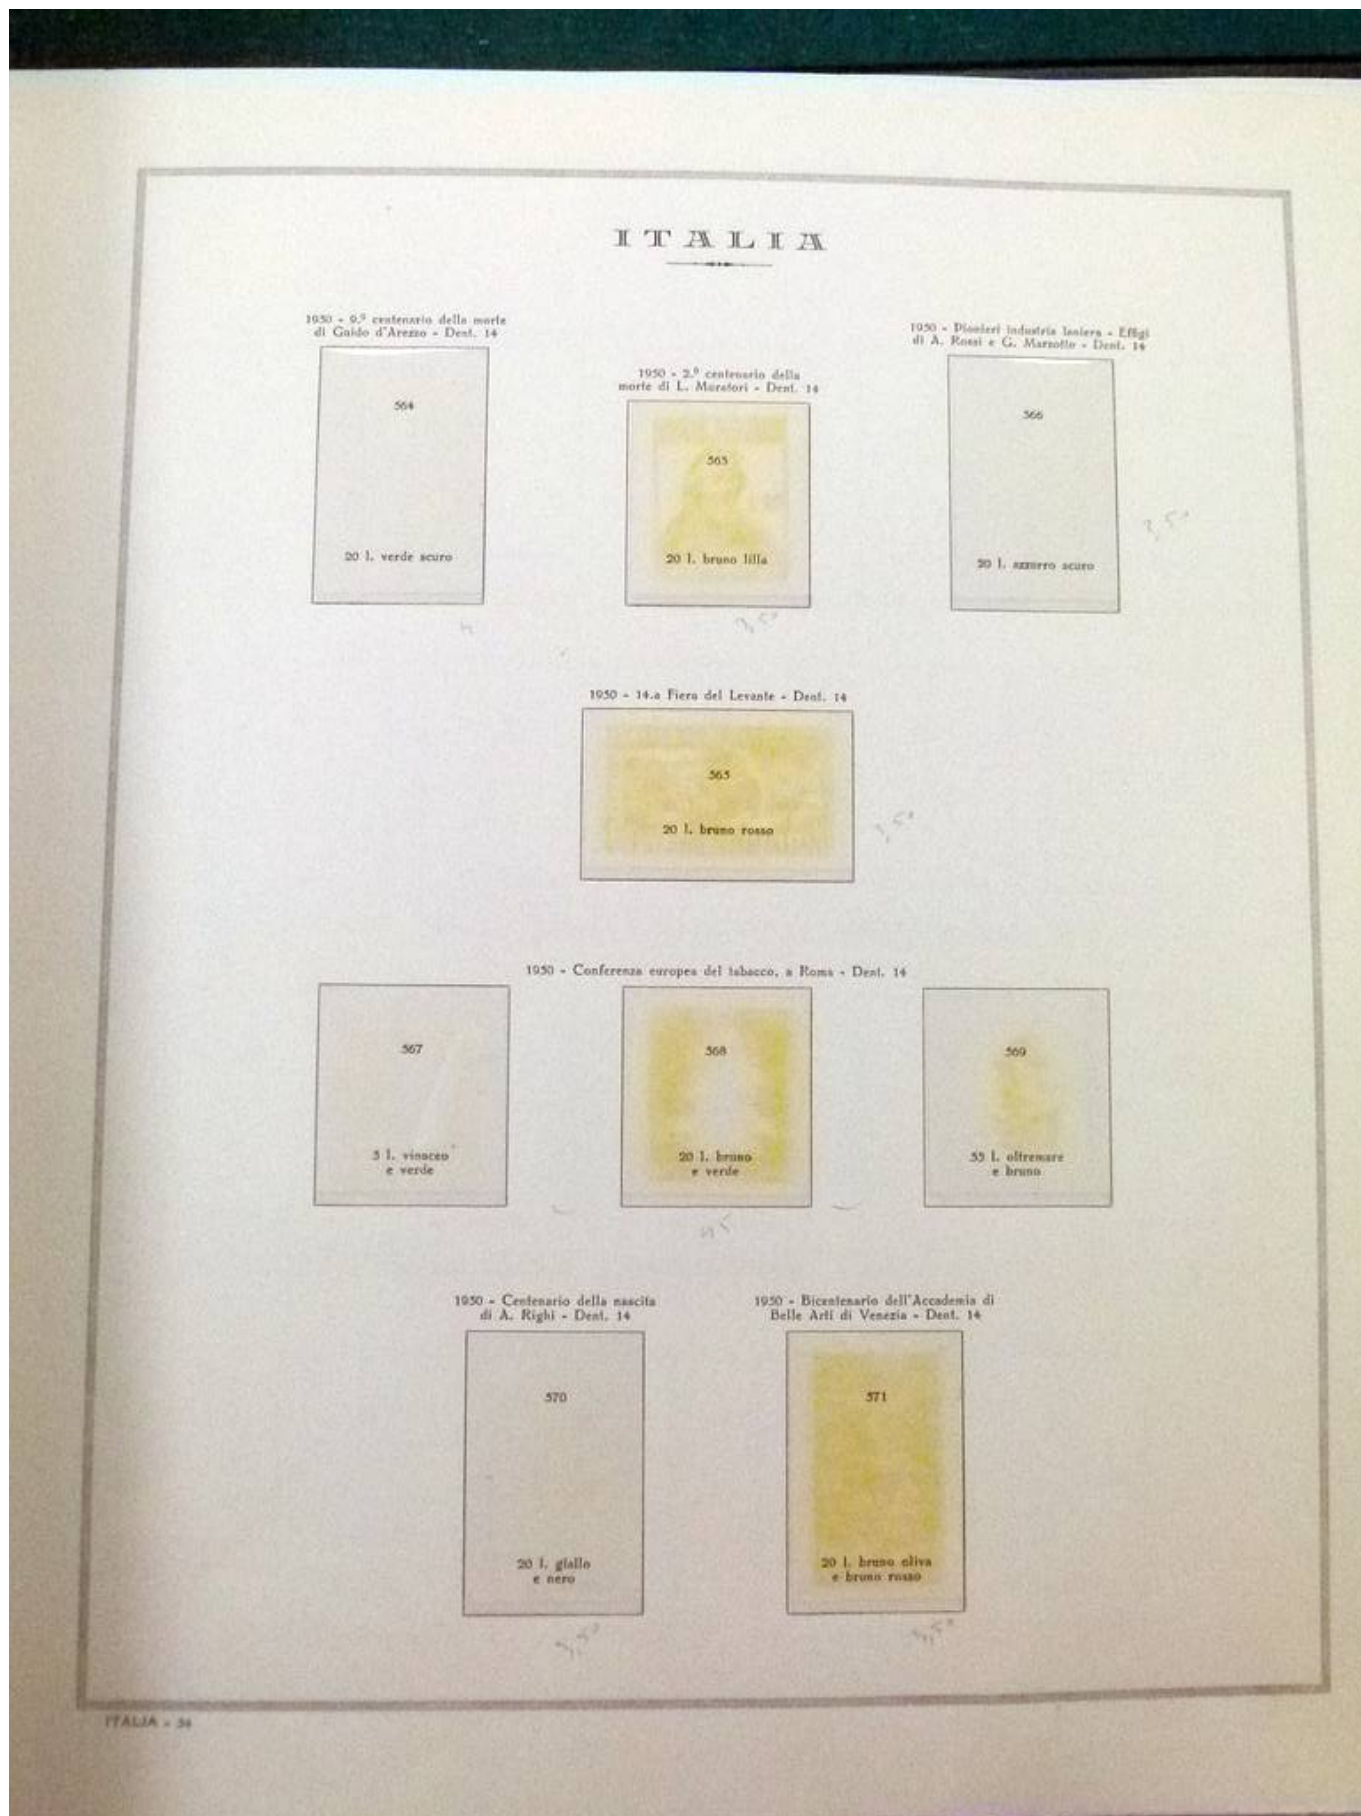 ITALIA
1950 - 9.º centenario della morte
di Guido d'Arezzo - Dent. 14
564
20 l. verde scuro
1950 - 2.º centenario della
morte di L. Muratori - Dent. 14
565
20 l. bruno lilla
1950 - Pionieri industria laniera - Effigi
di A. Rossi e G. Marzotto - Dent. 14
566
20 l. azzurro scuro
3,50
1950 - 14.a Fiera del Levante - Dent. 14
563
20 l. bruno rosso
1950 - Conferenza europea del tabacco, a Roma - Dent. 14
567
5 l. vinaceo
e verde
568
20 l. bruno
e verde
569
55 l. oltremare
e bruno
1950 - Centenario della nascita
di A. Righi - Dent. 14
570
20 l. giallo
e nero
1950 - Bicentenario dell'Accademia di
Belle Arti di Venezia - Dent. 14
571
20 l. bruno oliva
e bruno rosso
ITALIA - 34